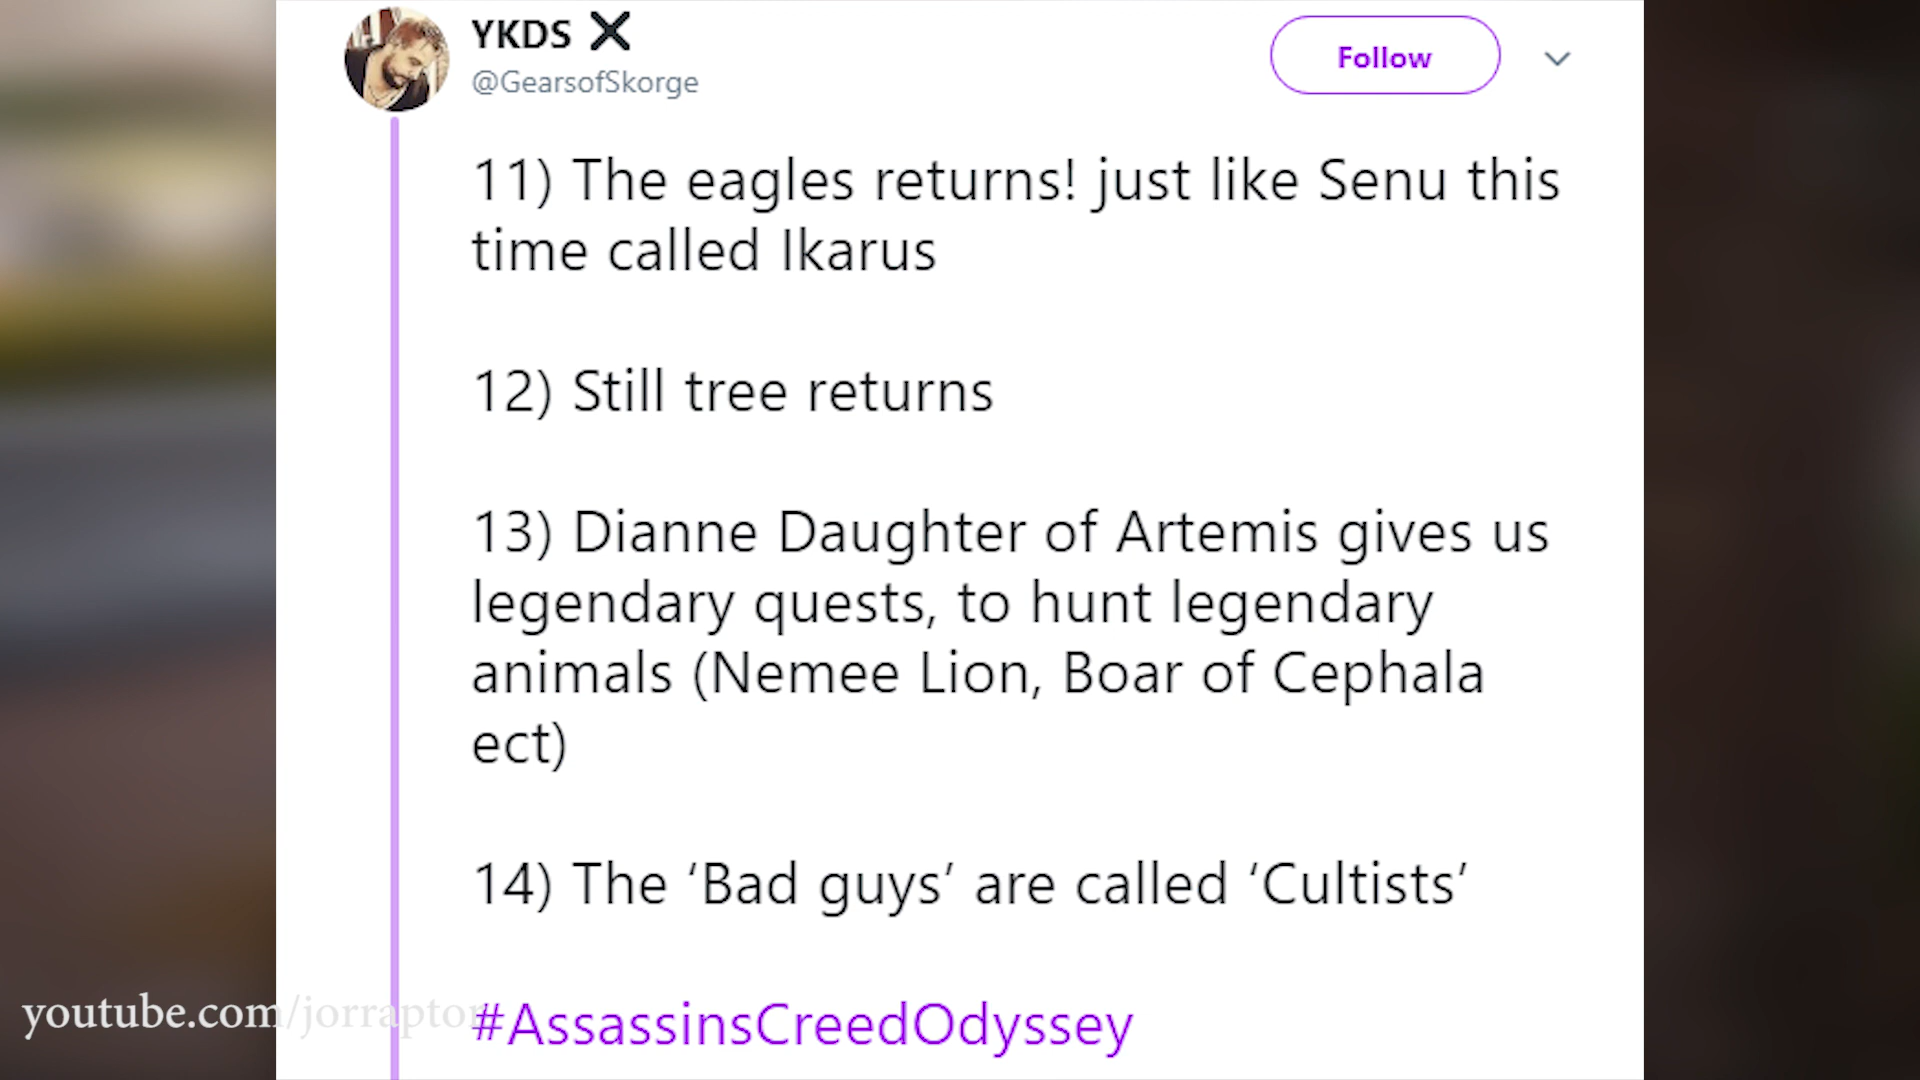 YKDS ✕
@GearsofSkorge
Follow
11) The eagles returns! just like Senu this
time called Ikarus
12) Still tree returns
13) Dianne Daughter of Artemis gives us
legendary quests, to hunt legendary
animals (Nemee Lion, Boar of Cephala
ect)
14) The ‘Bad guys’ are called ‘Cultists’
#AssassinsCreedOdyssey
youtube.com/jorraptor